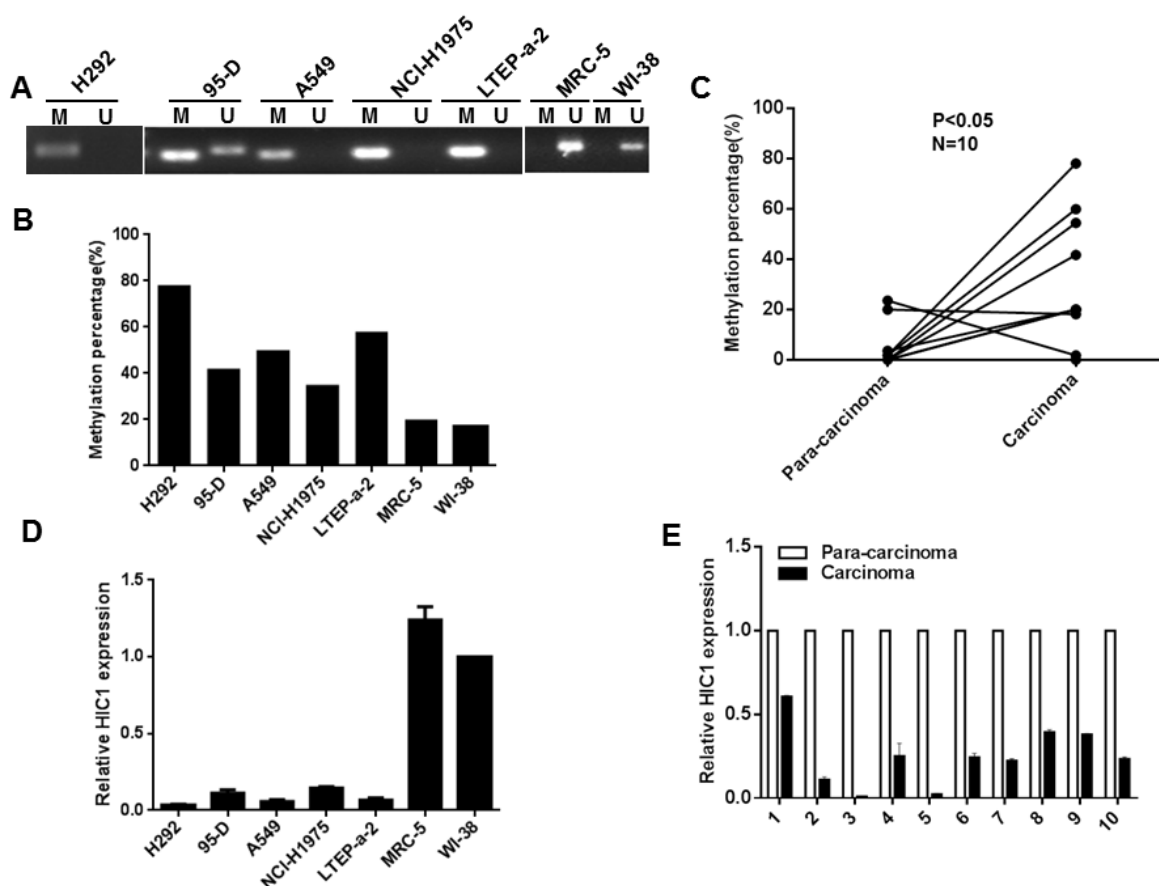 A
H292
95-D
A549
NCI-H1975
LTEP-a-2
MRC-5
WI-38
M U M U M U M U M U M U M U
B
Methylation percentage(%)
100
80
60
40
20
0
H292
95-D
A549
NCI-H1975
LTEP-a-2
MRC-5
WI-38
C
Methylation percentage(%)
100
80
60
40
20
0
P<0.05
N=10
Para-carcinoma
Carcinoma
D
Relative HIC1 expression
1.5
1.0
0.5
0.0
H292
95-D
A549
NCI-H1975
LTEP-a-2
MRC-5
WI-38
E
Relative HIC1 expression
1.5
1.0
0.5
0.0
Para-carcinoma
Carcinoma
1 2 3 4 5 6 7 8 9 10